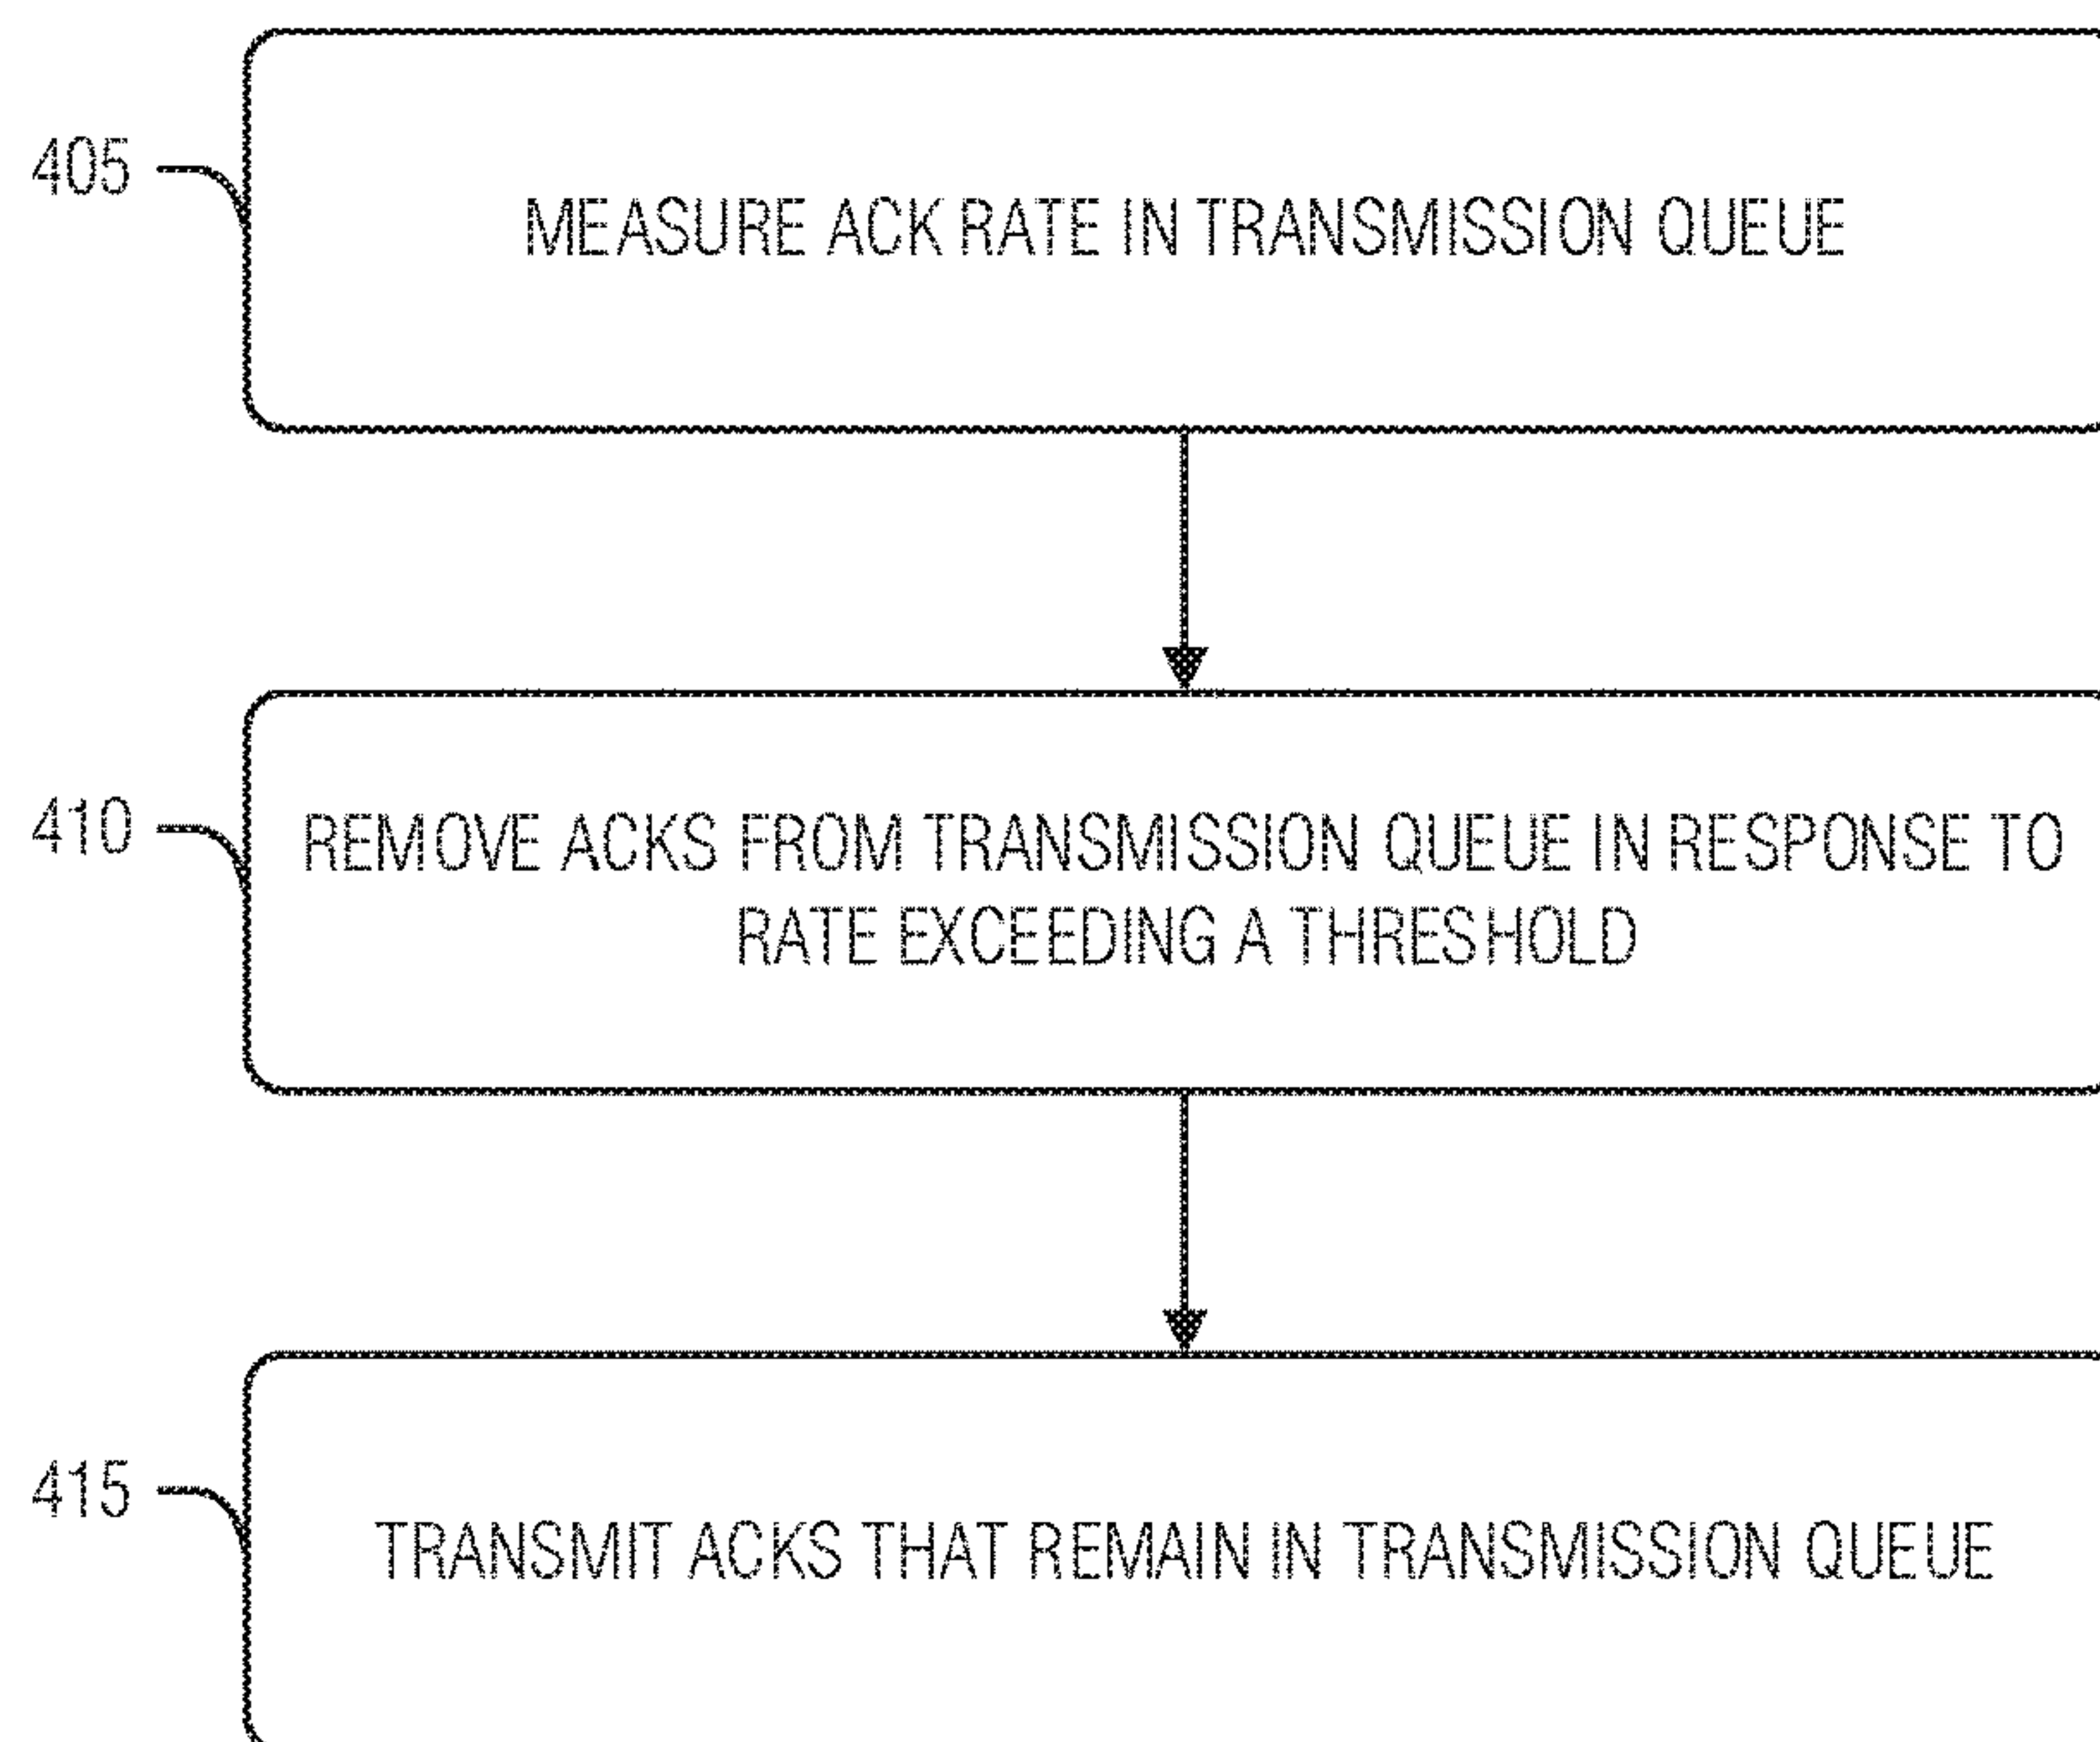 405
MEASURE ACK RATE IN TRANSMISSION QUEUE
410
REMOVE ACKS FROM TRANSMISSION QUEUE IN RESPONSE TO
RATE EXCEEDING A THRESHOLD
415
TRANSMIT ACKS THAT REMAIN IN TRANSMISSION QUEUE